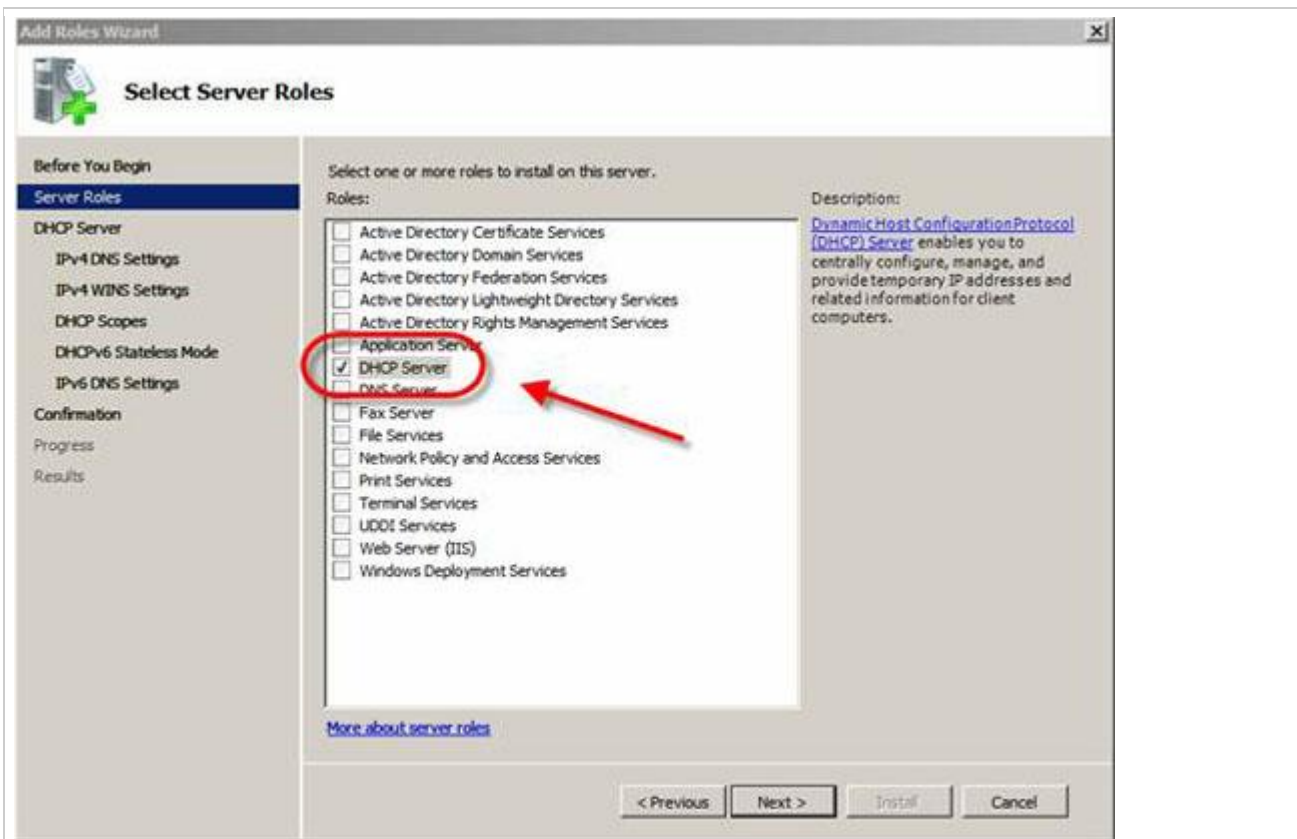 Add Roles Wizard
Select Server Roles
Before You Begin
Server Roles
DHCP Server
IPv4 DNS Settings
IPv4 WINS Settings
DHCP Scopes
DHCPv6 Stateless Mode
IPv6 DNS Settings
Confirmation
Progress
Results
Select one or more roles to install on this server.
Roles:
Active Directory Certificate Services
Active Directory Domain Services
Active Directory Federation Services
Active Directory Lightweight Directory Services
Active Directory Rights Management Services
Application Server
DHCP Server
DNS Server
Fax Server
File Services
Network Policy and Access Services
Print Services
Terminal Services
UDDI Services
Web Server (IIS)
Windows Deployment Services
More about server roles
Description:
Dynamic Host Configuration Protocol
(DHCP) Server enables you to
centrally configure, manage, and
provide temporary IP addresses and
related information for client
computers.
< Previous
Next >
Install
Cancel